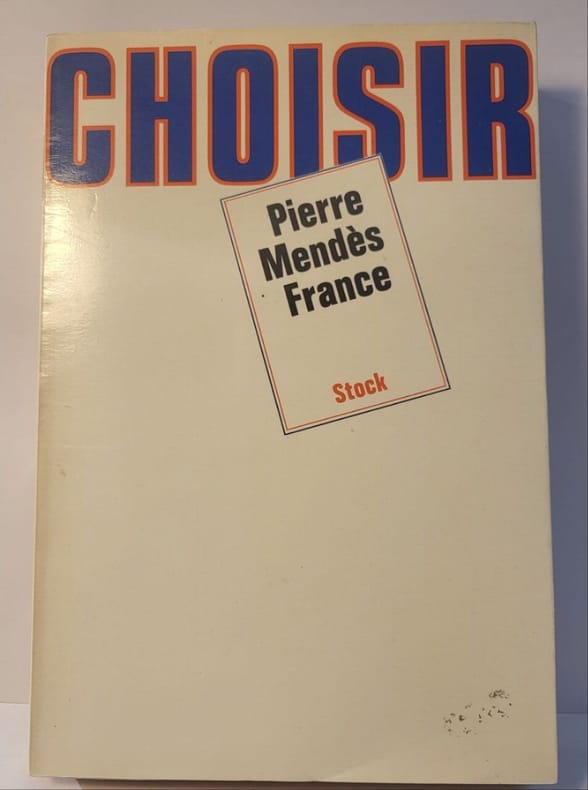 CHOISIR
Pierre
Mendès
France
Stock